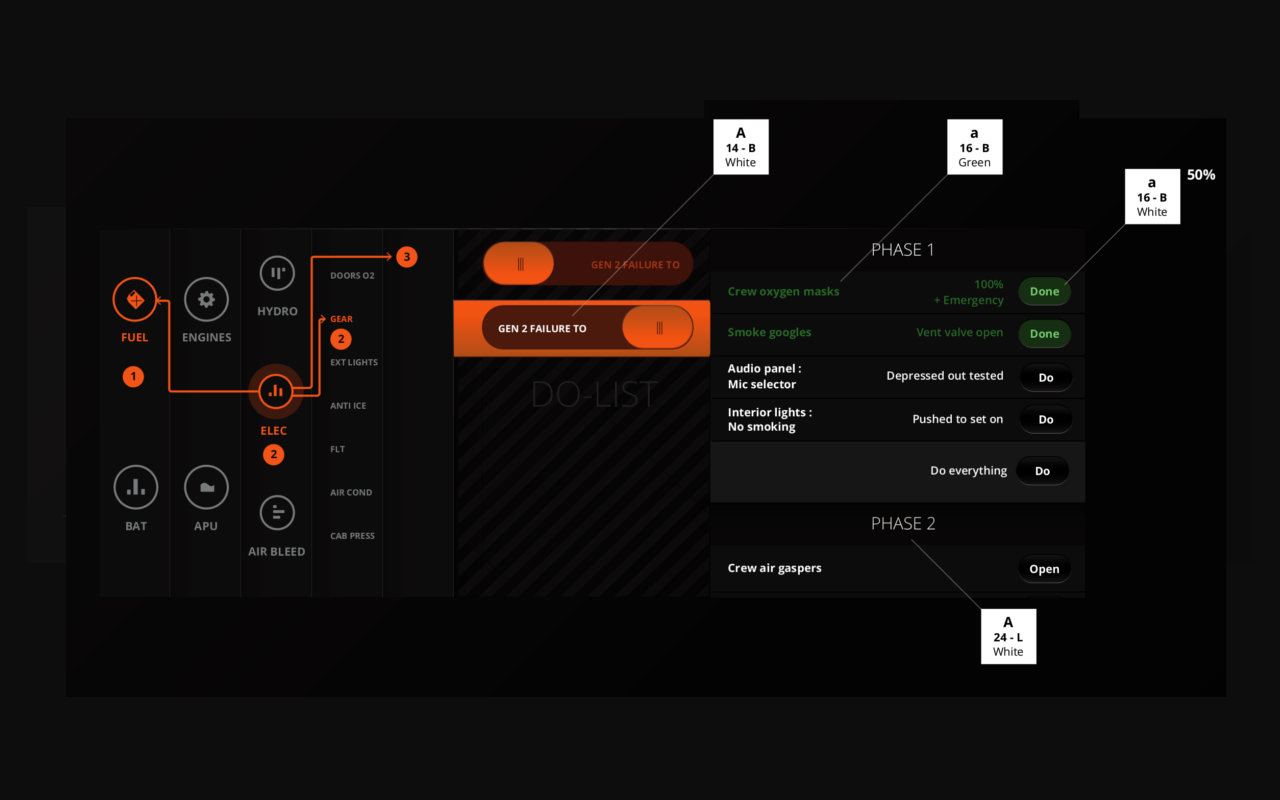 A
14 - B
White
a
16 - B
Green
a
16 - B
White
50%
3
DOORS O2
HYDRO
FUEL
ENGINES
GEAR
2
1
EXT LIGHTS
ANTI ICE
ELEC
2
FLT
AIR COND
BAT
APU
CAB PRESS
AIR BLEED
GEN 2 FAILURE TO
GEN 2 FAILURE TO
DO-LIST
PHASE 1
Crew oxygen masks
100%
+ Emergency
Done
Smoke googles
Vent valve open
Done
Audio panel :
Mic selector
Depressed out tested
Do
Interior lights :
No smoking
Pushed to set on
Do
Do everything
Do
PHASE 2
Crew air gaspers
Open
A
24 - L
White